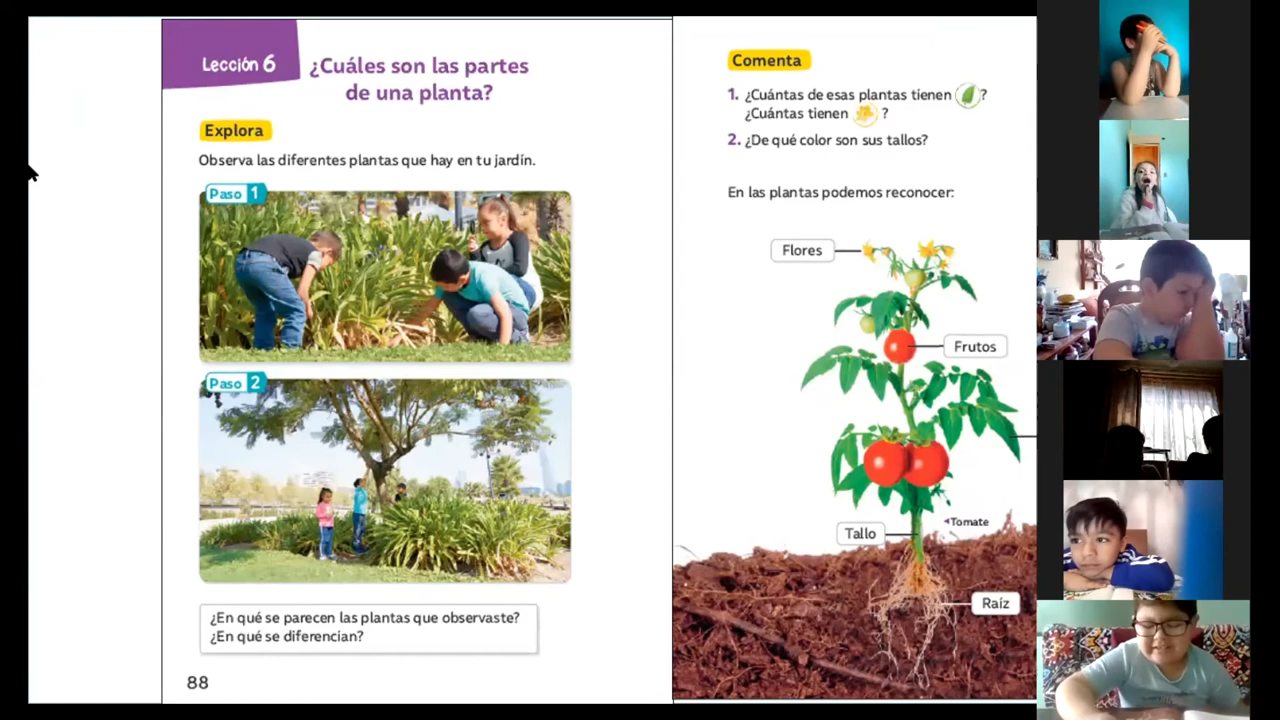 Lección 6
¿Cuáles son las partes
de una planta?
Explora
Observa las diferentes plantas que hay en tu jardín.
Paso 1
Paso 2
¿En qué se parecen las plantas que observaste?
¿En qué se diferencian?
88
Comenta
1. ¿Cuántas de esas plantas tienen ?
¿Cuántas tienen ?
2. ¿De qué color son sus tallos?
En las plantas podemos reconocer:
Flores
Frutos
Tomate
Tallo
Raíz